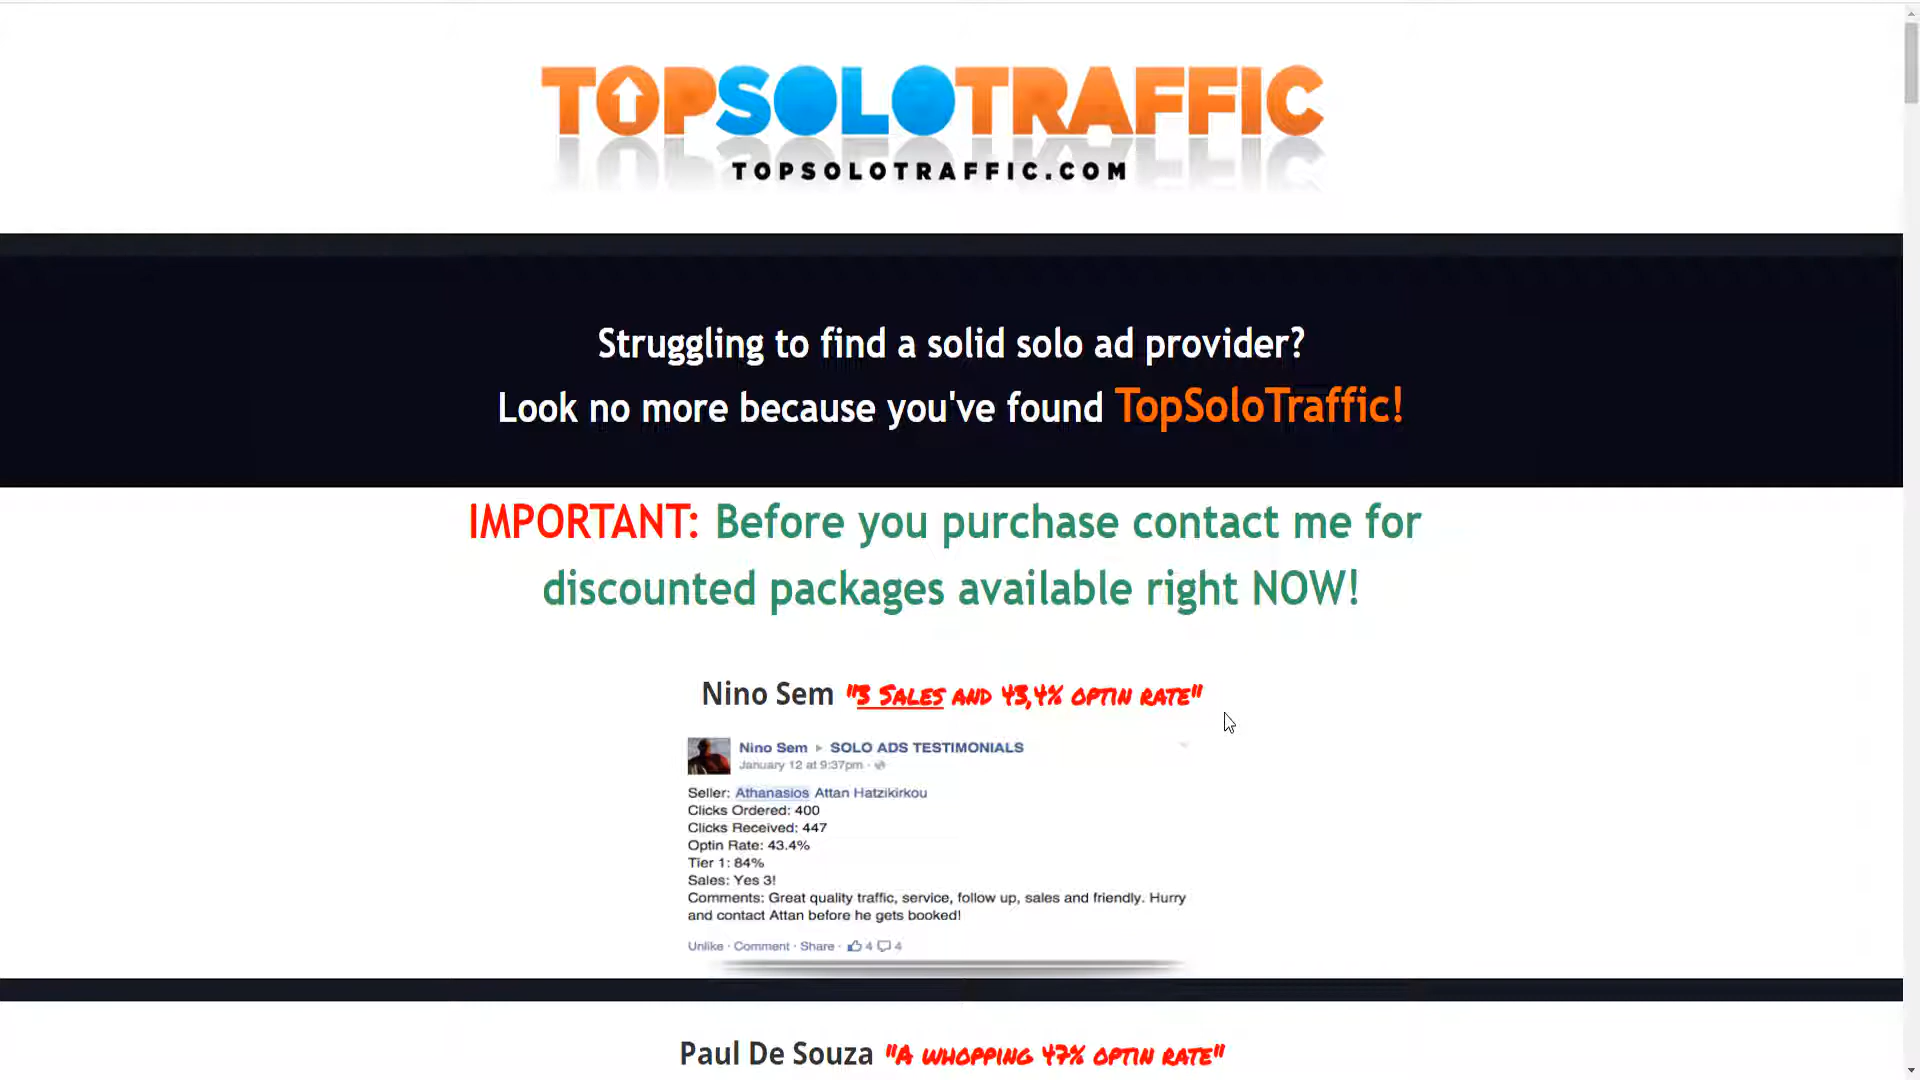 TOPSOLOTRAFFIC
TOPSOLOTRAFFIC.COM
Struggling to find a solid solo ad provider?
Look no more because you've found TopSoloTraffic!
IMPORTANT: Before you purchase contact me for
discounted packages available right NOW!
Nino Sem "3 Sales and 43,4% optin rate"
Nino Sem ▸ SOLO ADS TESTIMONIALS
January 12 at 9:37pm ·
Seller: Athanasios Attan Hatzikirkou
Clicks Ordered: 400
Clicks Received: 447
Optin Rate: 43.4%
Tier 1: 84%
Sales: Yes 3!
Comments: Great quality traffic, service, follow up, sales and friendly. Hurry
and contact Attan before he gets booked!
Unlike · Comment · Share · 4 4
Paul De Souza "A whopping 47% optin rate"